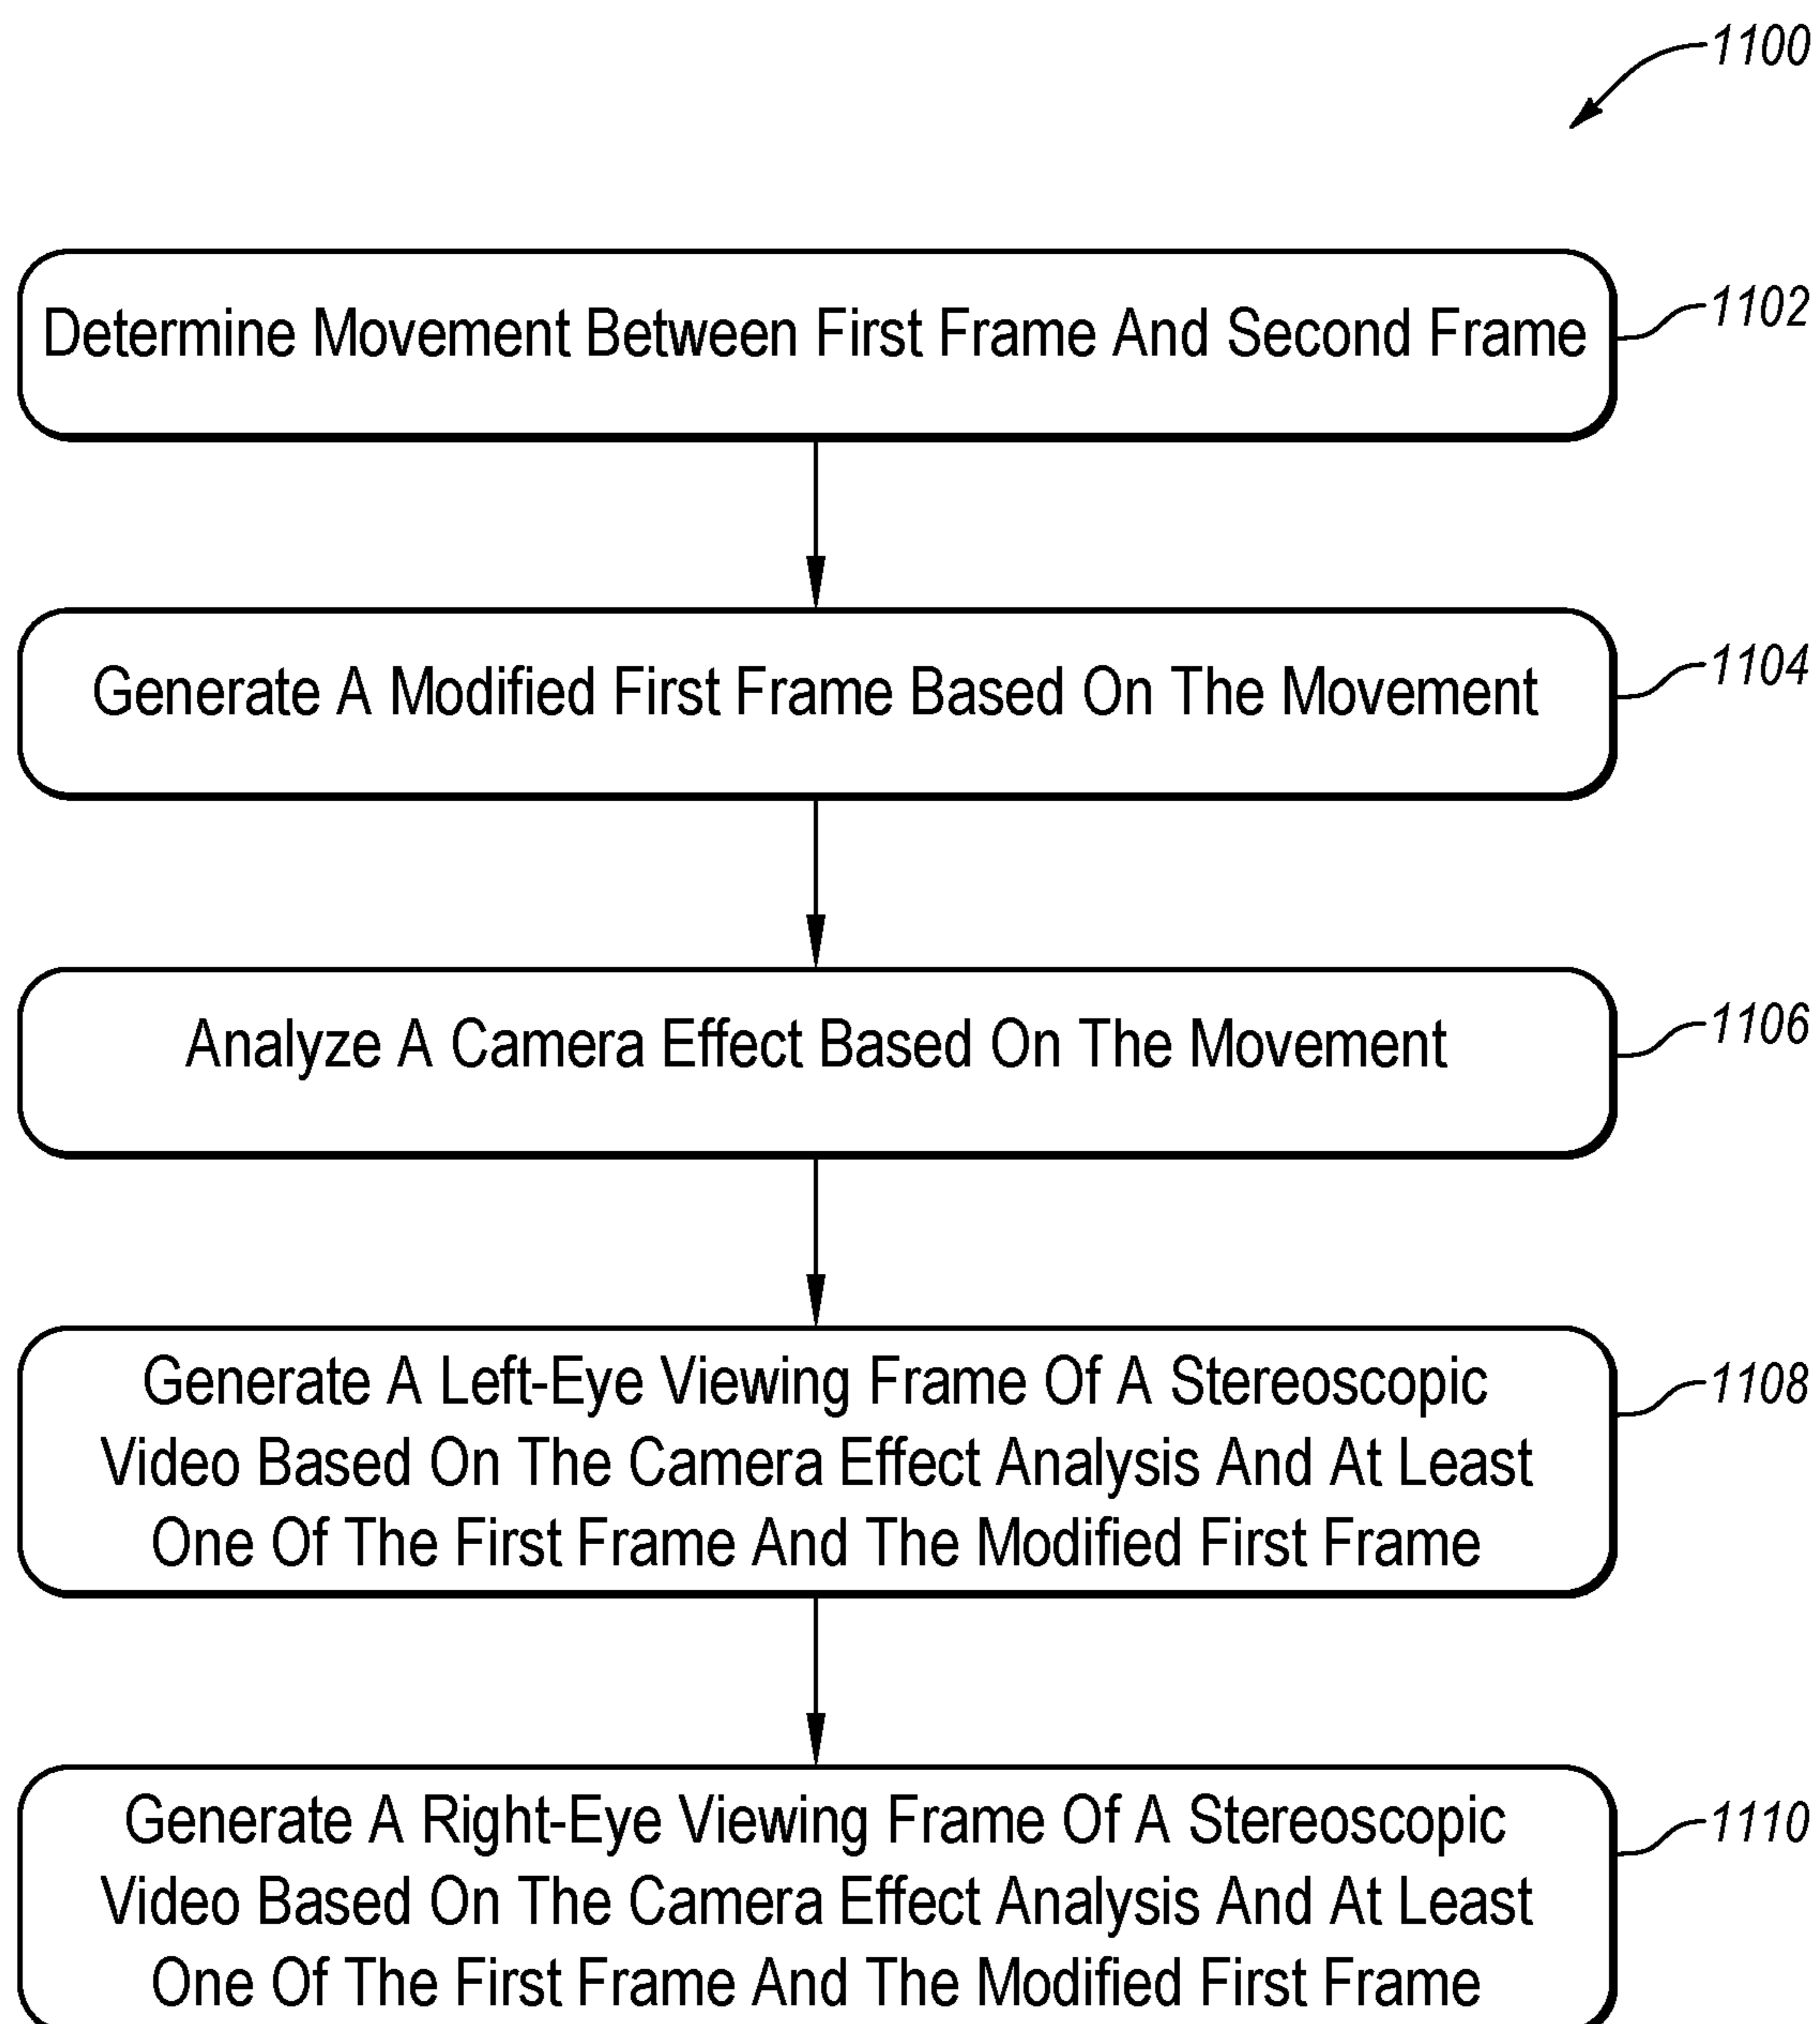 1100
Determine Movement Between First Frame And Second Frame
1102
Generate A Modified First Frame Based On The Movement
1104
Analyze A Camera Effect Based On The Movement
1106
Generate A Left-Eye Viewing Frame Of A Stereoscopic
Video Based On The Camera Effect Analysis And At Least
One Of The First Frame And The Modified First Frame
1108
Generate A Right-Eye Viewing Frame Of A Stereoscopic
Video Based On The Camera Effect Analysis And At Least
One Of The First Frame And The Modified First Frame
1110